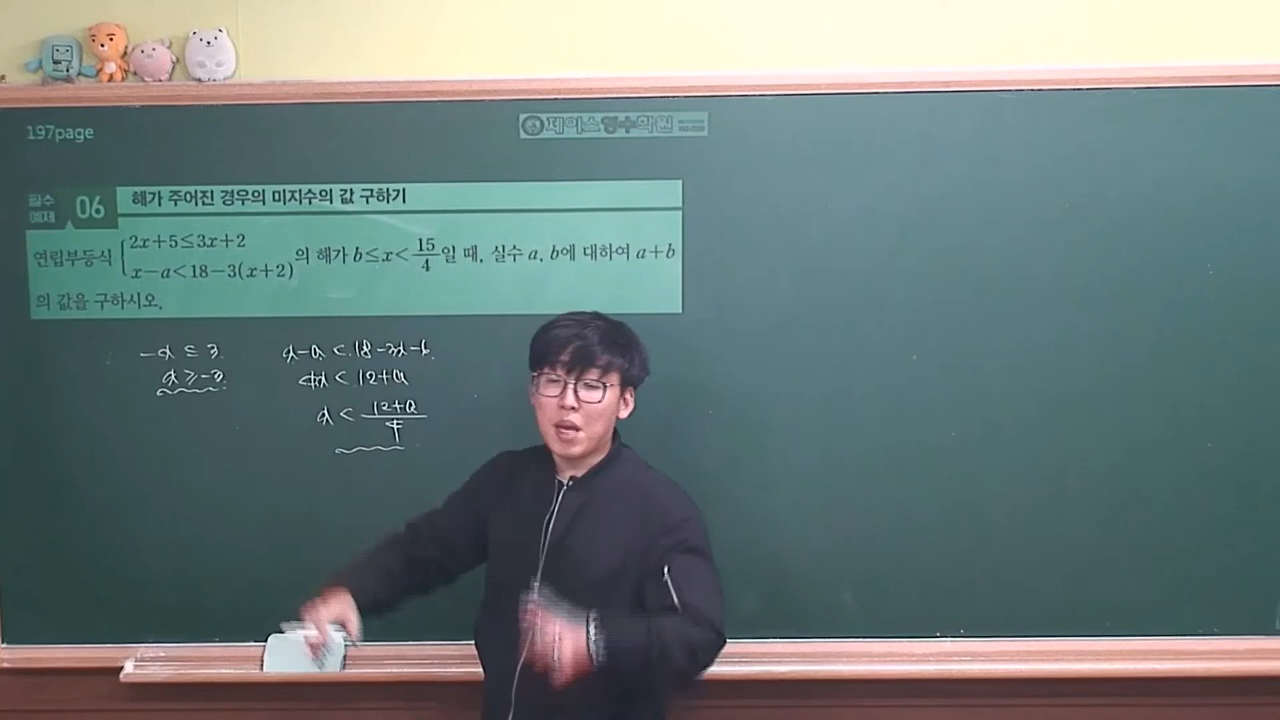 197page
제이스영수학원
필수 예제 06 해가 주어진 경우의 미지수의 값 구하기
연립부등식 {2x+5≤3x+2
x−a<18−3(x+2)
의 해가 b≤x<15/4일 때, 실수 a, b에 대하여 a+b
의 값을 구하시오.
-x ≤ 3
x ≥ -3
x-a < 18-3x-6
4x < 12+a
x < 12+a/4